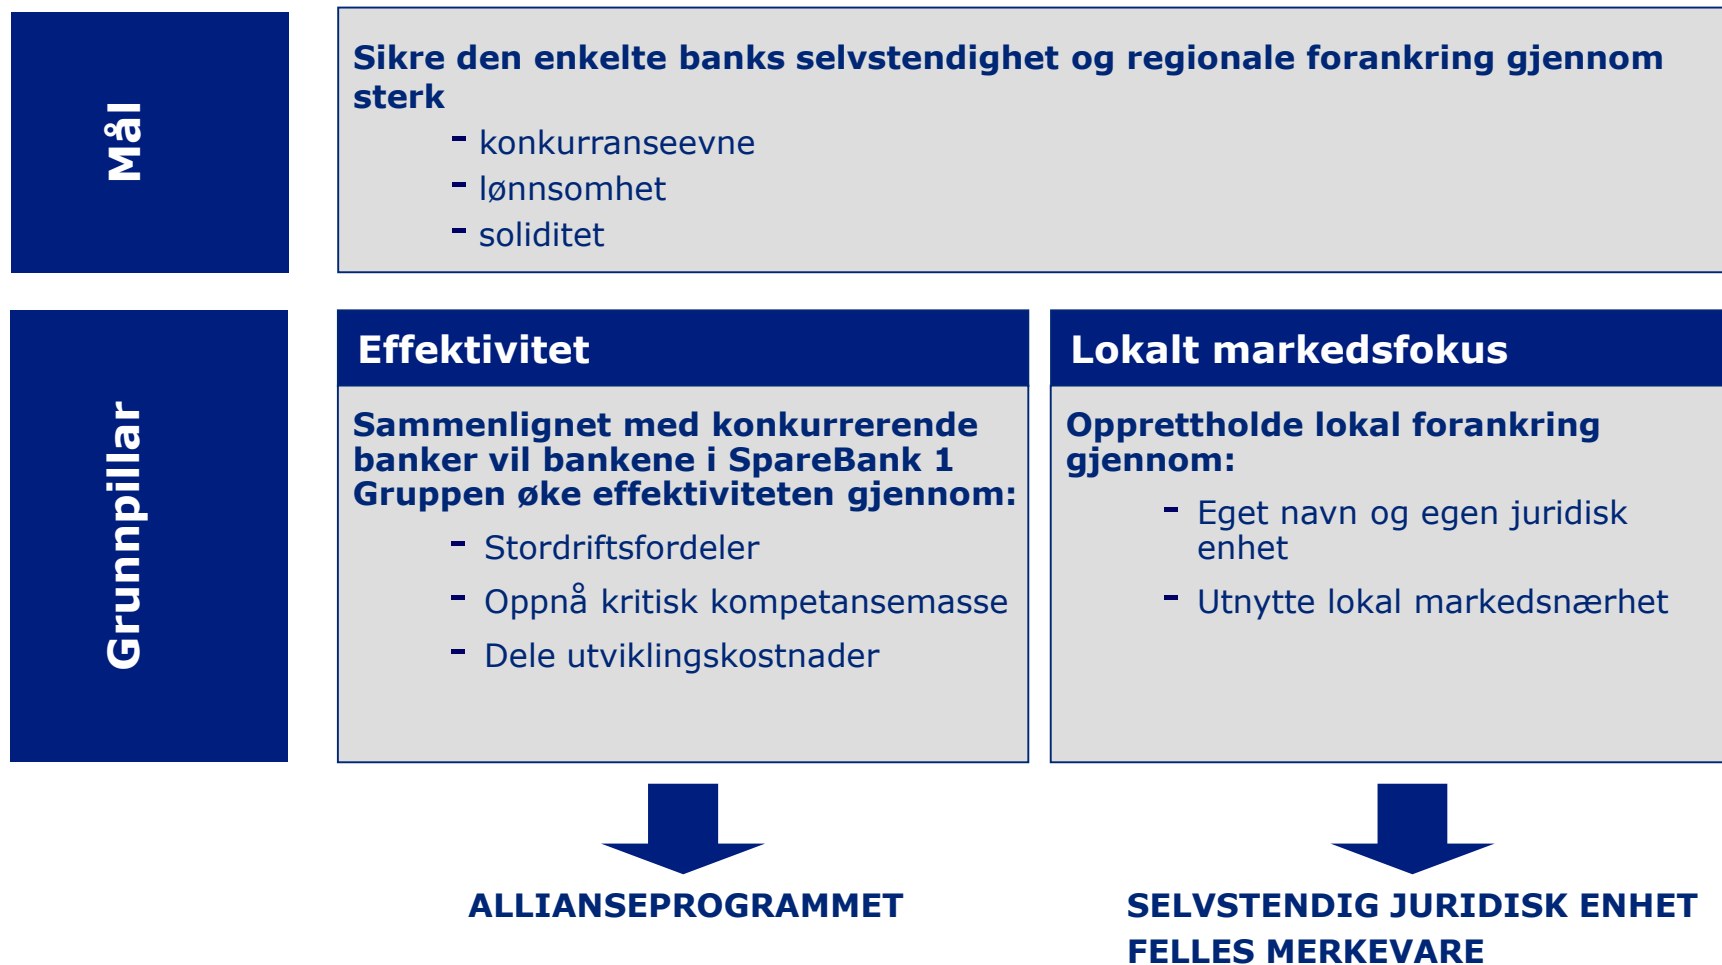 Mål
Sikre den enkelte banks selvstendighet og regionale forankring gjennom
sterk
- konkurranseevne
- lønnsomhet
- soliditet
Grunnpillar
Effektivitet
Sammenlignet med konkurrerende
banker vil bankene i SpareBank 1
Gruppen øke effektiviteten gjennom:
- Stordriftsfordeler
- Oppnå kritisk kompetansemasse
- Dele utviklingskostnader
Lokalt markedsfokus
Opprettholde lokal forankring
gjennom:
- Eget navn og egen juridisk
enhet
- Utnytte lokal markedsnærhet
ALLIANSEPROGRAMMET
SELVSTENDIG JURIDISK ENHET
FELLES MERKEVARE